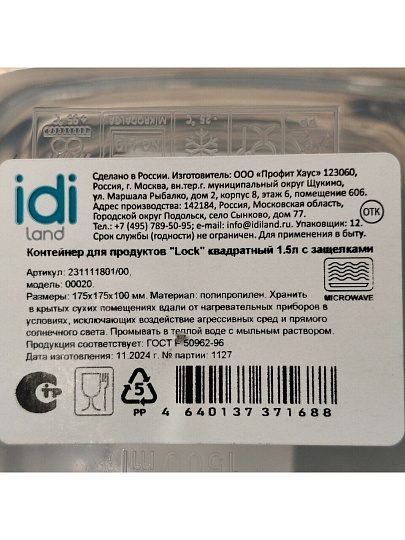 idi
land
Сделано в России. Изготовитель: ООО «Профит Хаус» 123060,
Россия, г. Москва, вн.тер.г. муниципальный округ Щукино,
ул. Маршала Рыбалко, дом 2, корпус 8, подъезд 6, помещение 606.
Адрес производства: 142184, Россия, Московская область,
Городской округ Подольск, село Сынково, дом 77.
Тел.: +7 (495) 789-50-95; e-mail: info@idiland.ru. Упаковщик: 12.
Срок службы (годности) не ограничен. Для применения в быту.
ОТК
Контейнер для продуктов "Lock" квадратный 1.5л с защелками
Артикул: 231111801/00,
модель: 00020.
Размеры: 175х175х100 мм. Материал: полипропилен. Хранить
в крытых сухих помещениях вдали от нагревательных приборов в
условиях, исключающих воздействие агрессивных сред и прямого
солнечного света. Промывать в теплой воде с мыльным раствором.
Продукция соответствует: ГОСТ Р 50962-96
Дата изготовления: 11.2024 г. № партии: 1127
MICROWAVE
СТР
5
PP
4 640137 371688